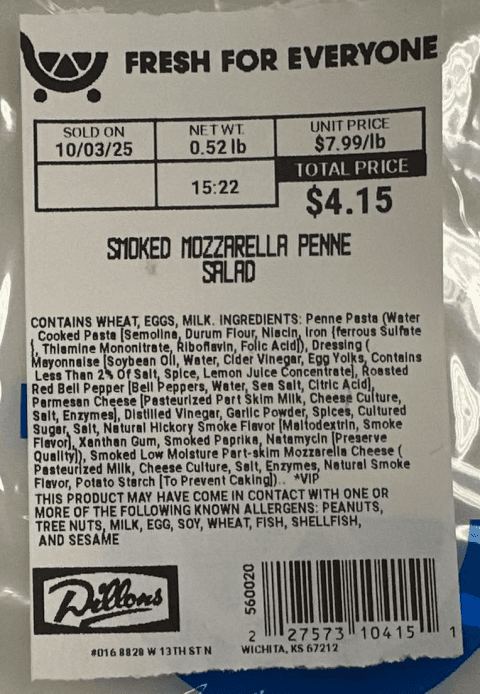 FRESH FOR EVERYONE
SOLD ON
10/03/25
NET WT.
0.52 lb
UNIT PRICE
$7.99/lb
15:22
TOTAL PRICE
$4.15
SMOKED MOZZARELLA PENNE
SALAD
CONTAINS WHEAT, EGGS, MILK. INGREDIENTS: Penne Pasta (Water
, Cooked Pasta [Semolina, Durum Flour, Niacin, Iron {ferrous Sulfate
}, Thiamine Mononitrate, Riboflavin, Folic Acid]), Dressing (
Mayonnaise [Soybean Oil, Water, Cider Vinegar, Egg Yolks, Contains
Less Than 2% Of Salt, Spice, Lemon Juice Concentrate], Roasted
Red Bell Pepper [Bell Peppers, Water, Sea Salt, Citric Acid],
Parmesan Cheese [Pasteurized Part Skim Milk, Cheese Culture,
Salt, Enzymes], Distilled Vinegar, Garlic Powder, Spices, Cultured
Sugar, Salt, Natural Hickory Smoke Flavor [Maltodextrin, Smoke
Flavor], Xanthan Gum, Smoked Paprika, Natamycin [Preserve
Quality]), Smoked Low Moisture Part-skim Mozzarella Cheese (
Pasteurized Milk, Cheese Culture, Salt, Enzymes, Natural Smoke
Flavor, Potato Starch [To Prevent Caking]).. *VIP
THIS PRODUCT MAY HAVE COME IN CONTACT WITH ONE OR
MORE OF THE FOLLOWING KNOWN ALLERGENS: PEANUTS,
TREE NUTS, MILK, EGG, SOY, WHEAT, FISH, SHELLFISH,
AND SESAME
Dillons
560020
2 27573 10415 1
#016 8828 W 13TH ST N WICHITA, KS 67212